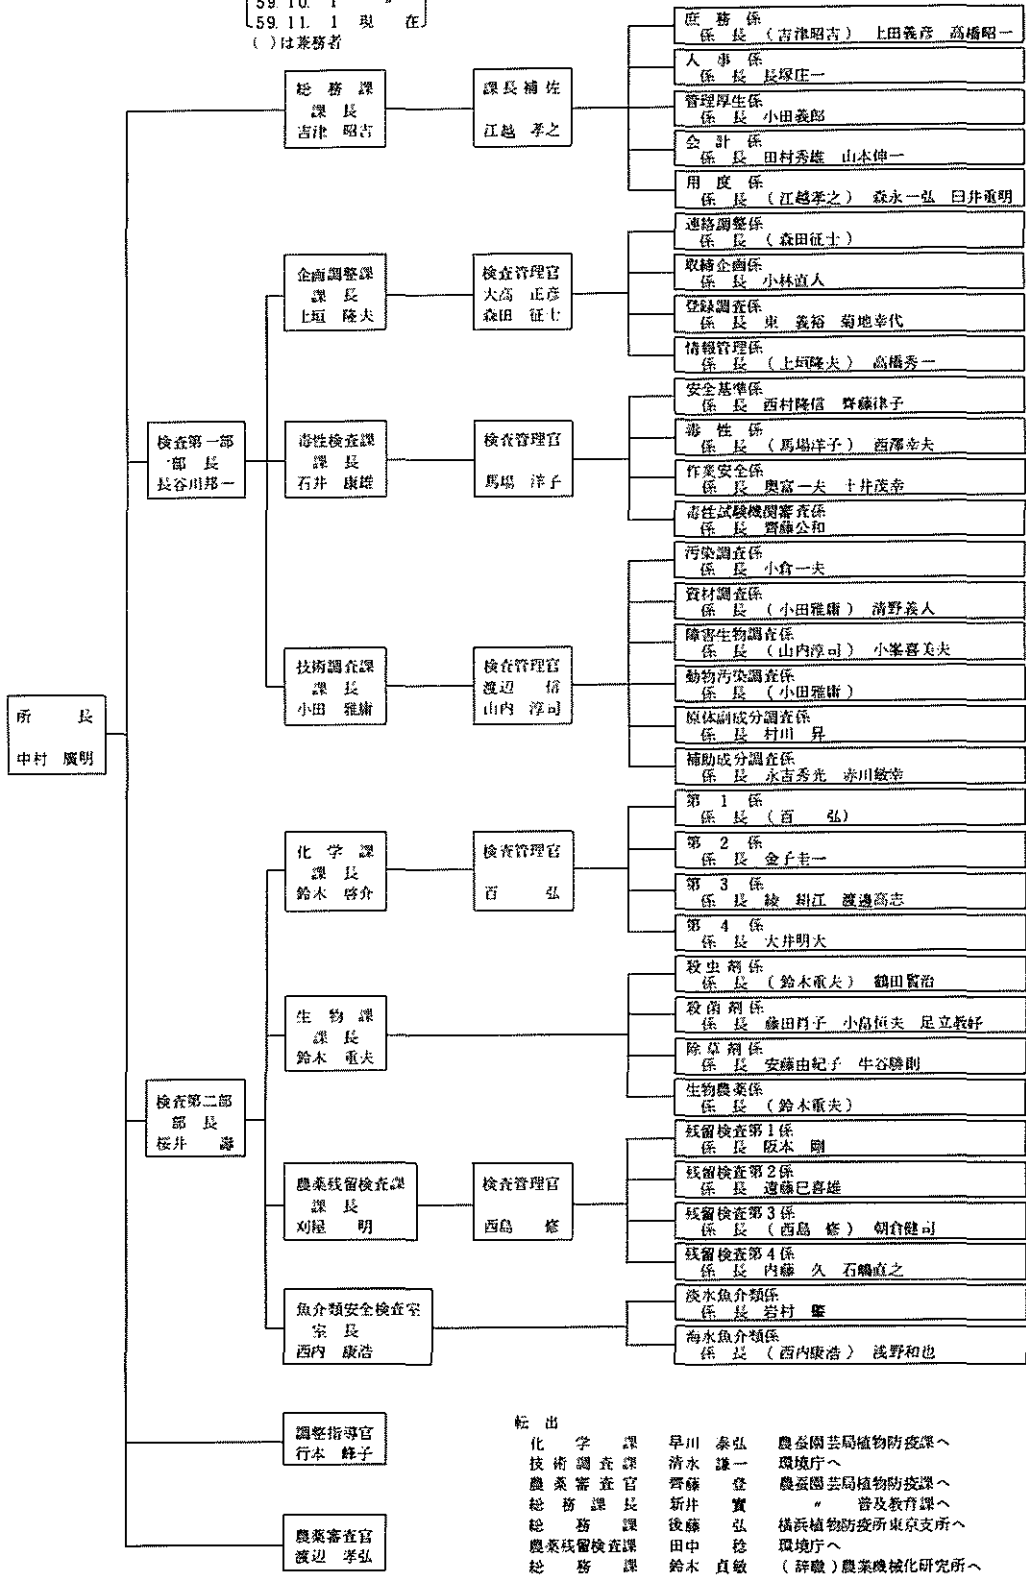 59. 10. 1 〃
59. 11. 1 現在
( )は兼務者
所長
中村 廣明
総務課
課長
吉津 昭吉
課長補佐
江越 孝之
庶務係
係長 (吉津昭吉) 上田義彦 高橋昭一
人事係
係長 長塚庄一
管理厚生係
係長 小田義郎
会計係
係長 田村秀雄 山本伸一
用度係
係長 (江越孝之) 森永一弘 臼井重明
検査第一部
部長
長谷川邦一
企画調整課
課長
上垣 隆夫
検査管理官
大高 正彦
森田 征士
連絡調整係
係長 (森田征士)
取締企画係
係長 小林直人
登録調査係
係長 東 義裕 菊地幸代
情報管理係
係長 (上垣隆夫) 高橋秀一
毒性検査課
課長
石井 康雄
検査管理官
馬場 洋子
安全基準係
係長 西村隆信 齊藤律子
毒性係
係長 (馬場洋子) 西澤幸夫
作業安全係
係長 奥富一夫 土井茂幸
毒性試験機関審査係
係長 齊藤公和
技術調査課
課長
小田 雅庸
検査管理官
渡辺 信
山内 淳司
汚染調査係
係長 小倉一夫
資材調査係
係長 (小田雅庸) 清野義人
障害生物調査係
係長 (山内淳司) 小峯喜美夫
動物汚染調査係
係長 (小田雅庸)
原体副成分調査係
係長 村川 昇
補助成分調査係
係長 永吉秀光 赤川敏幸
検査第二部
部長
桜井 壽
化学課
課長
鈴木 啓介
検査管理官
百 弘
第1係
係長 (百 弘)
第2係
係長 金子圭一
第3係
係長 綾 絹江 渡邊高志
第4係
係長 大井明大
生物課
課長
鈴木 重夫
殺虫剤係
係長 (鈴木重夫) 鶴田賢治
殺菌剤係
係長 藤田肖子 小畠恒夫 足立教好
除草剤係
係長 安藤由紀子 牛谷勝則
生物農薬係
係長 (鈴木重夫)
農薬残留検査課
課長
刈屋 明
検査管理官
西島 修
残留検査第1係
係長 阪本 剛
残留検査第2係
係長 遠藤巳喜雄
残留検査第3係
係長 (西島 修) 朝倉健司
残留検査第4係
係長 内藤 久 石嶋直之
魚介類安全検査室
室長
西内 康浩
淡水魚介類係
係長 岩村
海水魚介類係
係長 (西内康浩) 浅野和也
調整指導官
行本 峰子
農薬審査官
渡辺 孝弘
転出
化学課 早川 泰弘 農蚕園芸局植物防疫課へ
技術調査課 清水 謙一 環境庁へ
農薬審査官 齊藤 登 農蚕園芸局植物防疫課へ
総務課長 新井 實 〃 普及教育課へ
総務課 後藤 弘 横浜植物防疫所東京支所へ
農薬残留検査課 田中 稔 環境庁へ
総務課 鈴木 貞敏 (辞職)農業機械化研究所へ